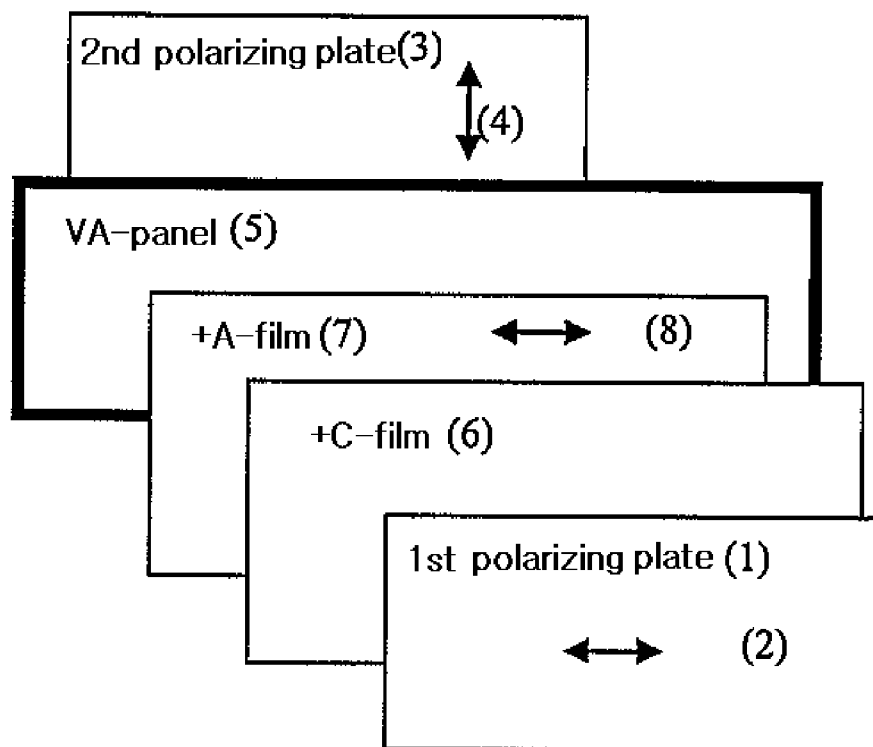 2nd polarizing plate(3)
(4)
VA-panel (5)
+A-film (7)
(8)
+C-film (6)
1st polarizing plate (1)
(2)